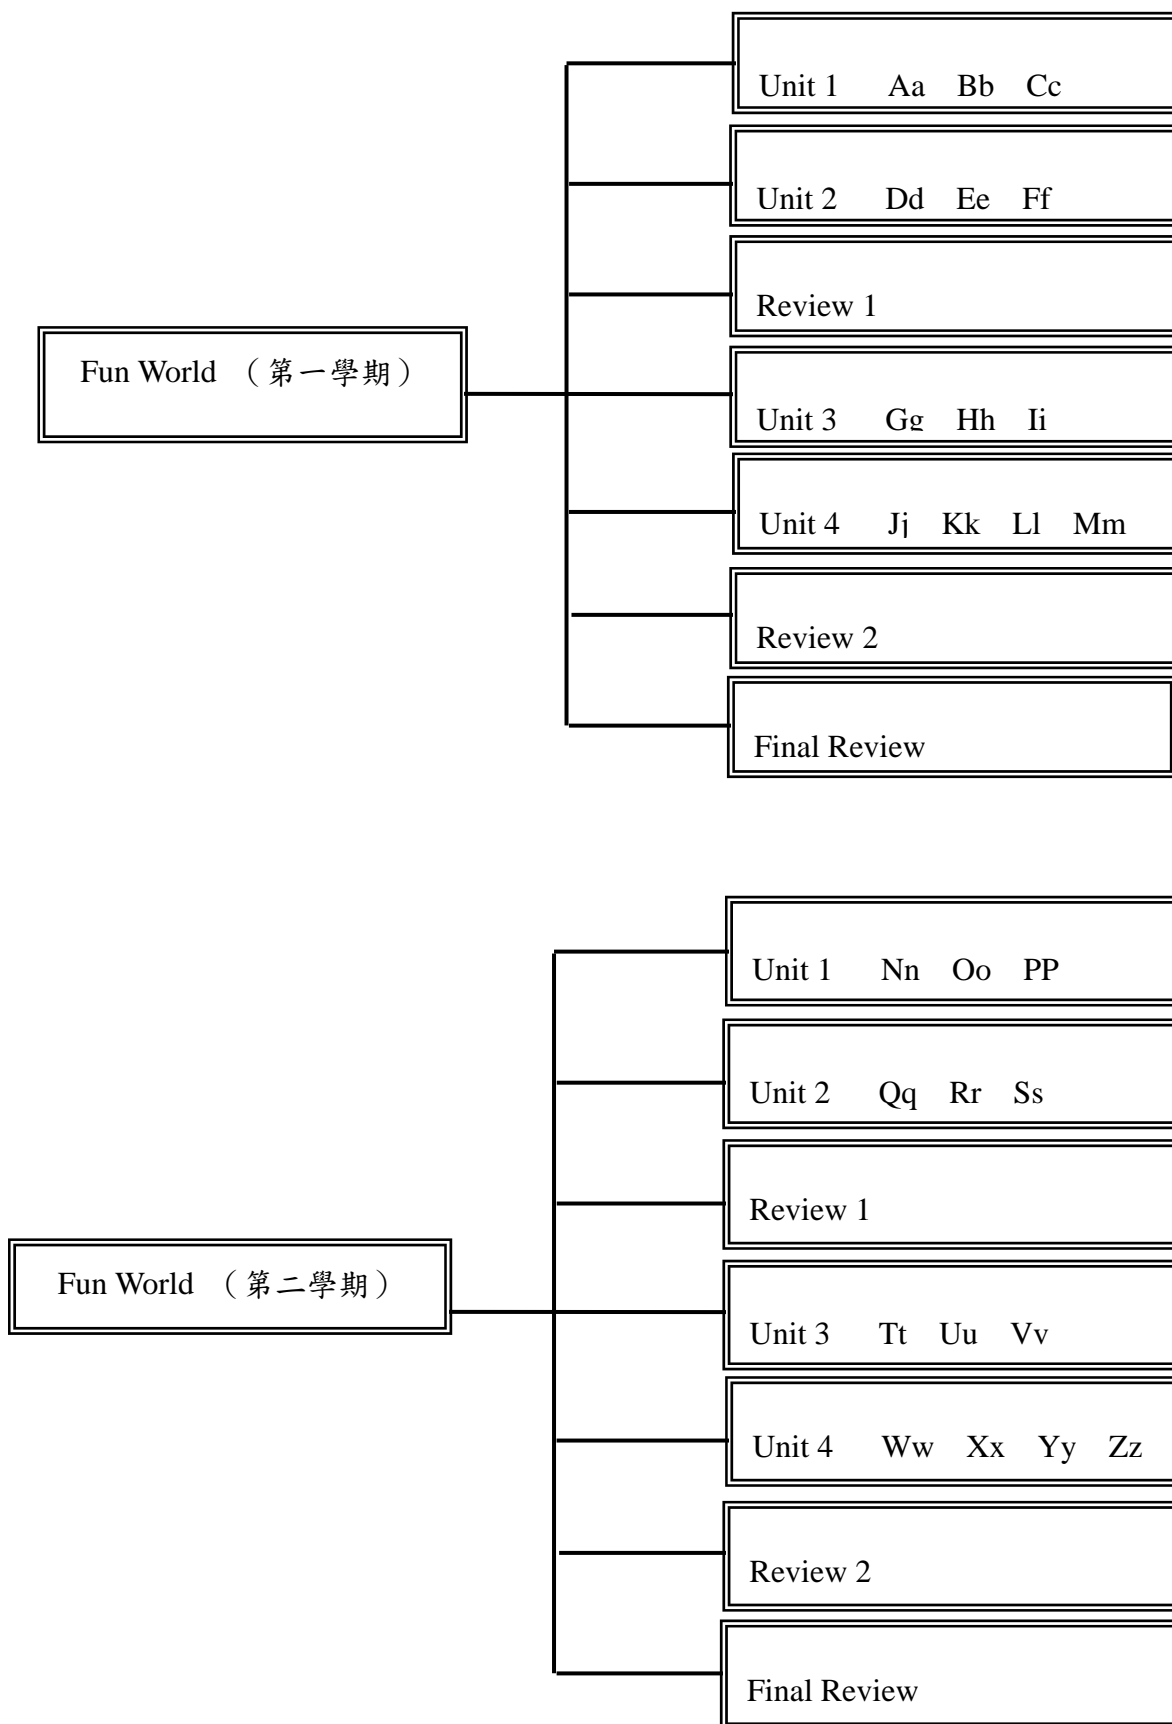 Unit 1 Aa Bb Cc
Unit 2 Dd Ee Ff
Review 1
Fun World （第一學期）
Unit 3 Gg Hh Ii
Unit 4 Jj Kk Ll Mm
Review 2
Final Review
Unit 1 Nn Oo PP
Unit 2 Qq Rr Ss
Review 1
Fun World （第二學期）
Unit 3 Tt Uu Vv
Unit 4 Ww Xx Yy Zz
Review 2
Final Review